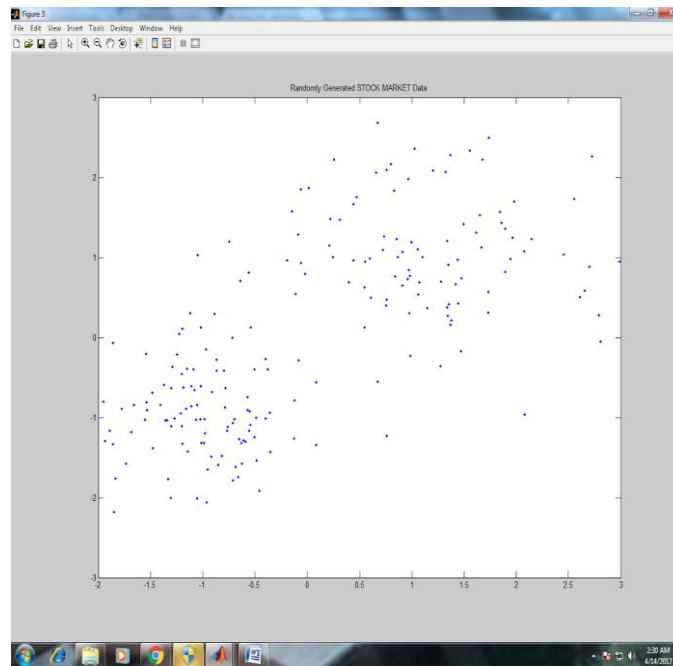 Figure 3
File Edit View Insert Tools Desktop Window Help
Randomly Generated STOCK MARKET Data
3
2
1
0
-1
-2
-3
-2 -1.5 -1 -0.5 0 0.5 1 1.5 2 2.5 3
2:30 AM
4/14/2017